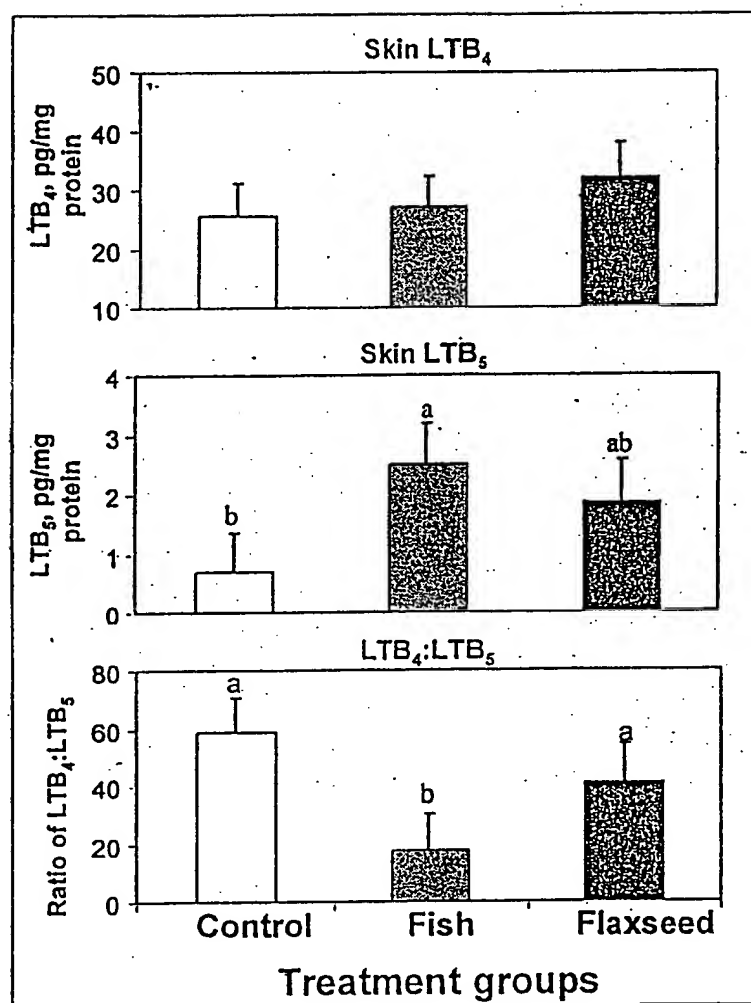 Skin LTB₄
50
40
30
20
10
LTB₄, pg/mg
protein
Skin LTB₅
4
3
2
1
0
LTB₅, pg/mg
protein
b
a
ab
LTB₄:LTB₅
80
60
40
20
0
Ratio of LTB₄:LTB₅
a
b
a
Control Fish Flaxseed
Treatment groups